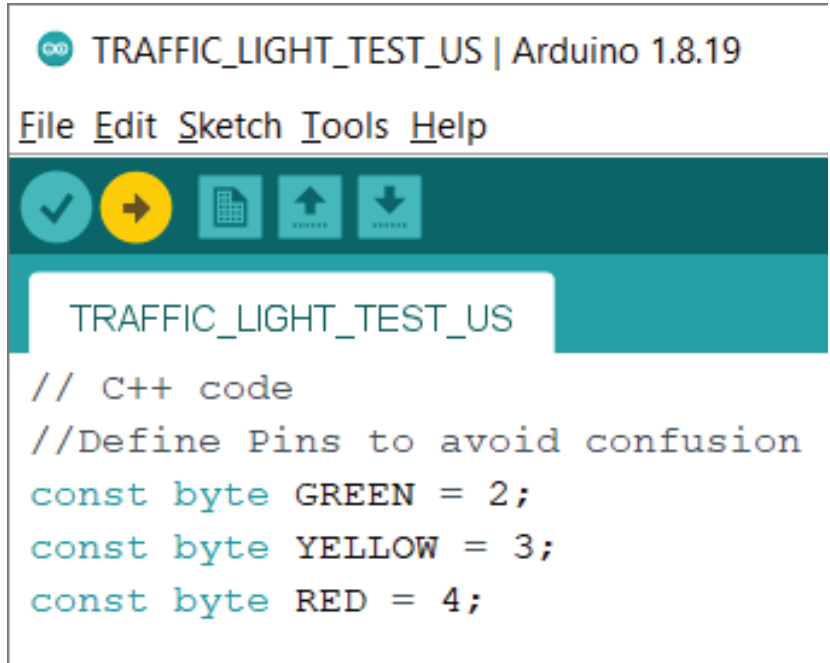 TRAFFIC_LIGHT_TEST_US | Arduino 1.8.19
File Edit Sketch Tools Help
TRAFFIC_LIGHT_TEST_US
// C++ code
//Define Pins to avoid confusion
const byte GREEN = 2;
const byte YELLOW = 3;
const byte RED = 4;